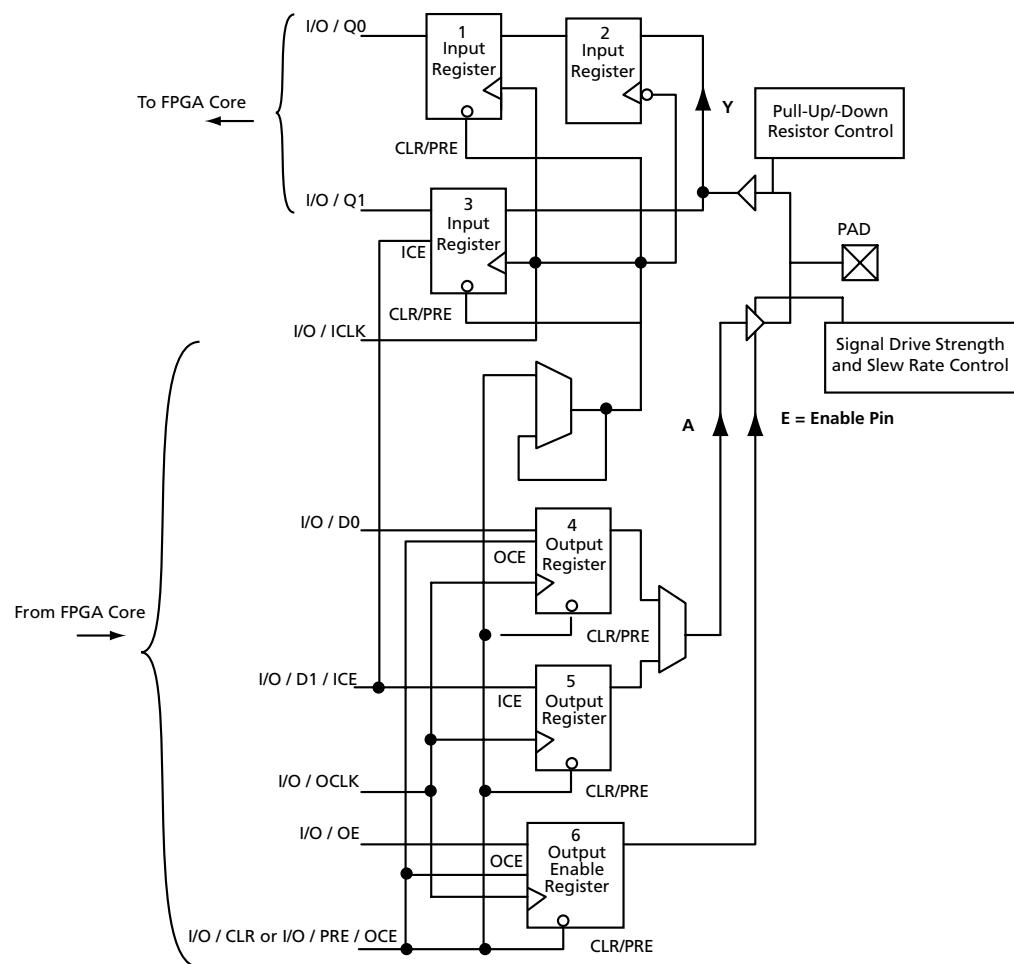 I/O / Q0
1
Input
Register
2
Input
Register
To FPGA Core
Y
Pull-Up/-Down
Resistor Control
CLR/PRE
I/O / Q1
3
Input
Register
ICE
PAD
CLR/PRE
I/O / ICLK
Signal Drive Strength
and Slew Rate Control
A
E = Enable Pin
I/O / D0
4
Output
Register
OCE
From FPGA Core
CLR/PRE
I/O / D1 / ICE
5
Output
Register
ICE
I/O / OCLK
CLR/PRE
I/O / OE
6
Output
Enable
Register
OCE
I/O / CLR or I/O / PRE / OCE
CLR/PRE